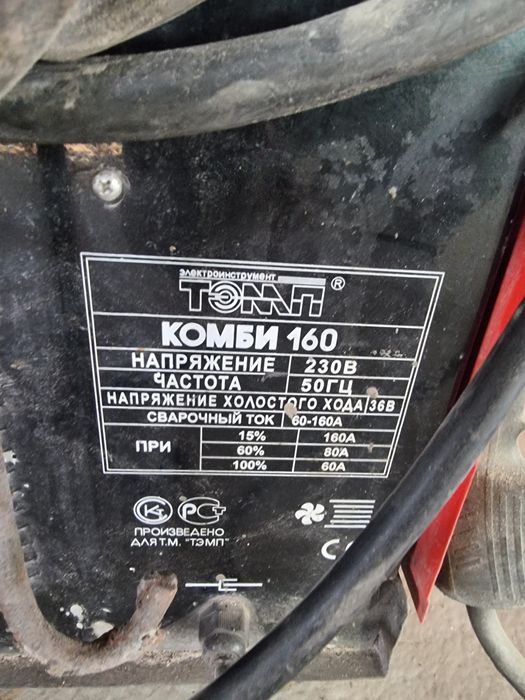 ЭЛЕКТРОИНСТРУМЕНТ
ТЭМП ®
КОМБИ 160
НАПРЯЖЕНИЕ 230В
ЧАСТОТА 50ГЦ
НАПРЯЖЕНИЕ ХОЛОСТОГО ХОДА 36В
СВАРОЧНЫЙ ТОК 60-160А
ПРИ
15% 160А
60% 80А
100% 60А
ПРОИЗВЕДЕНО
ДЛЯ Т.М. "ТЭМП"